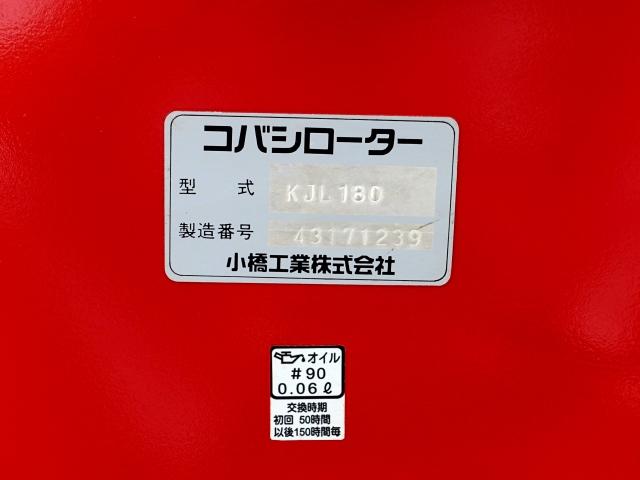 コバシローター
型 式 KJL180
製造番号 43171239
小橋工業株式会社
オイル
#90
0.06ℓ
交換時期
初回 50時間
以後150時間毎